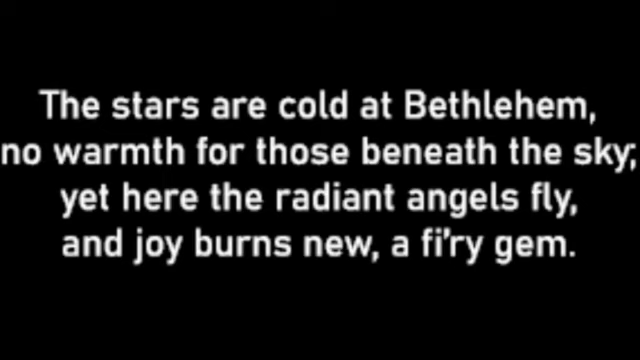 The stars are cold at Bethlehem,
no warmth for those beneath the sky;
yet here the radiant angels fly,
and joy burns new, a fi'ry gem.